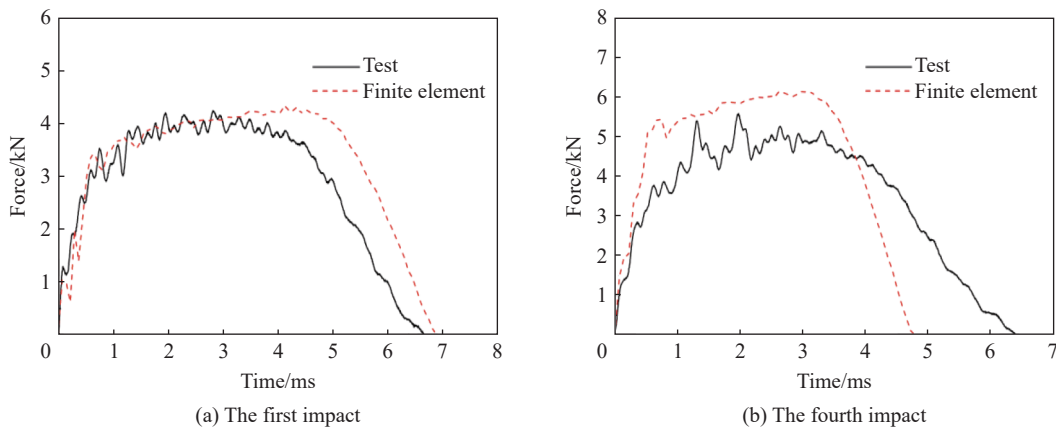 6
5
4
3
2
1
0
Force/kN
Test
Finite element
1 2 3 4 5 6 7 8
Time/ms
(a) The first impact
8
7
6
5
4
3
2
1
0
Force/kN
Test
Finite element
1 2 3 4 5 6 7
Time/ms
(b) The fourth impact